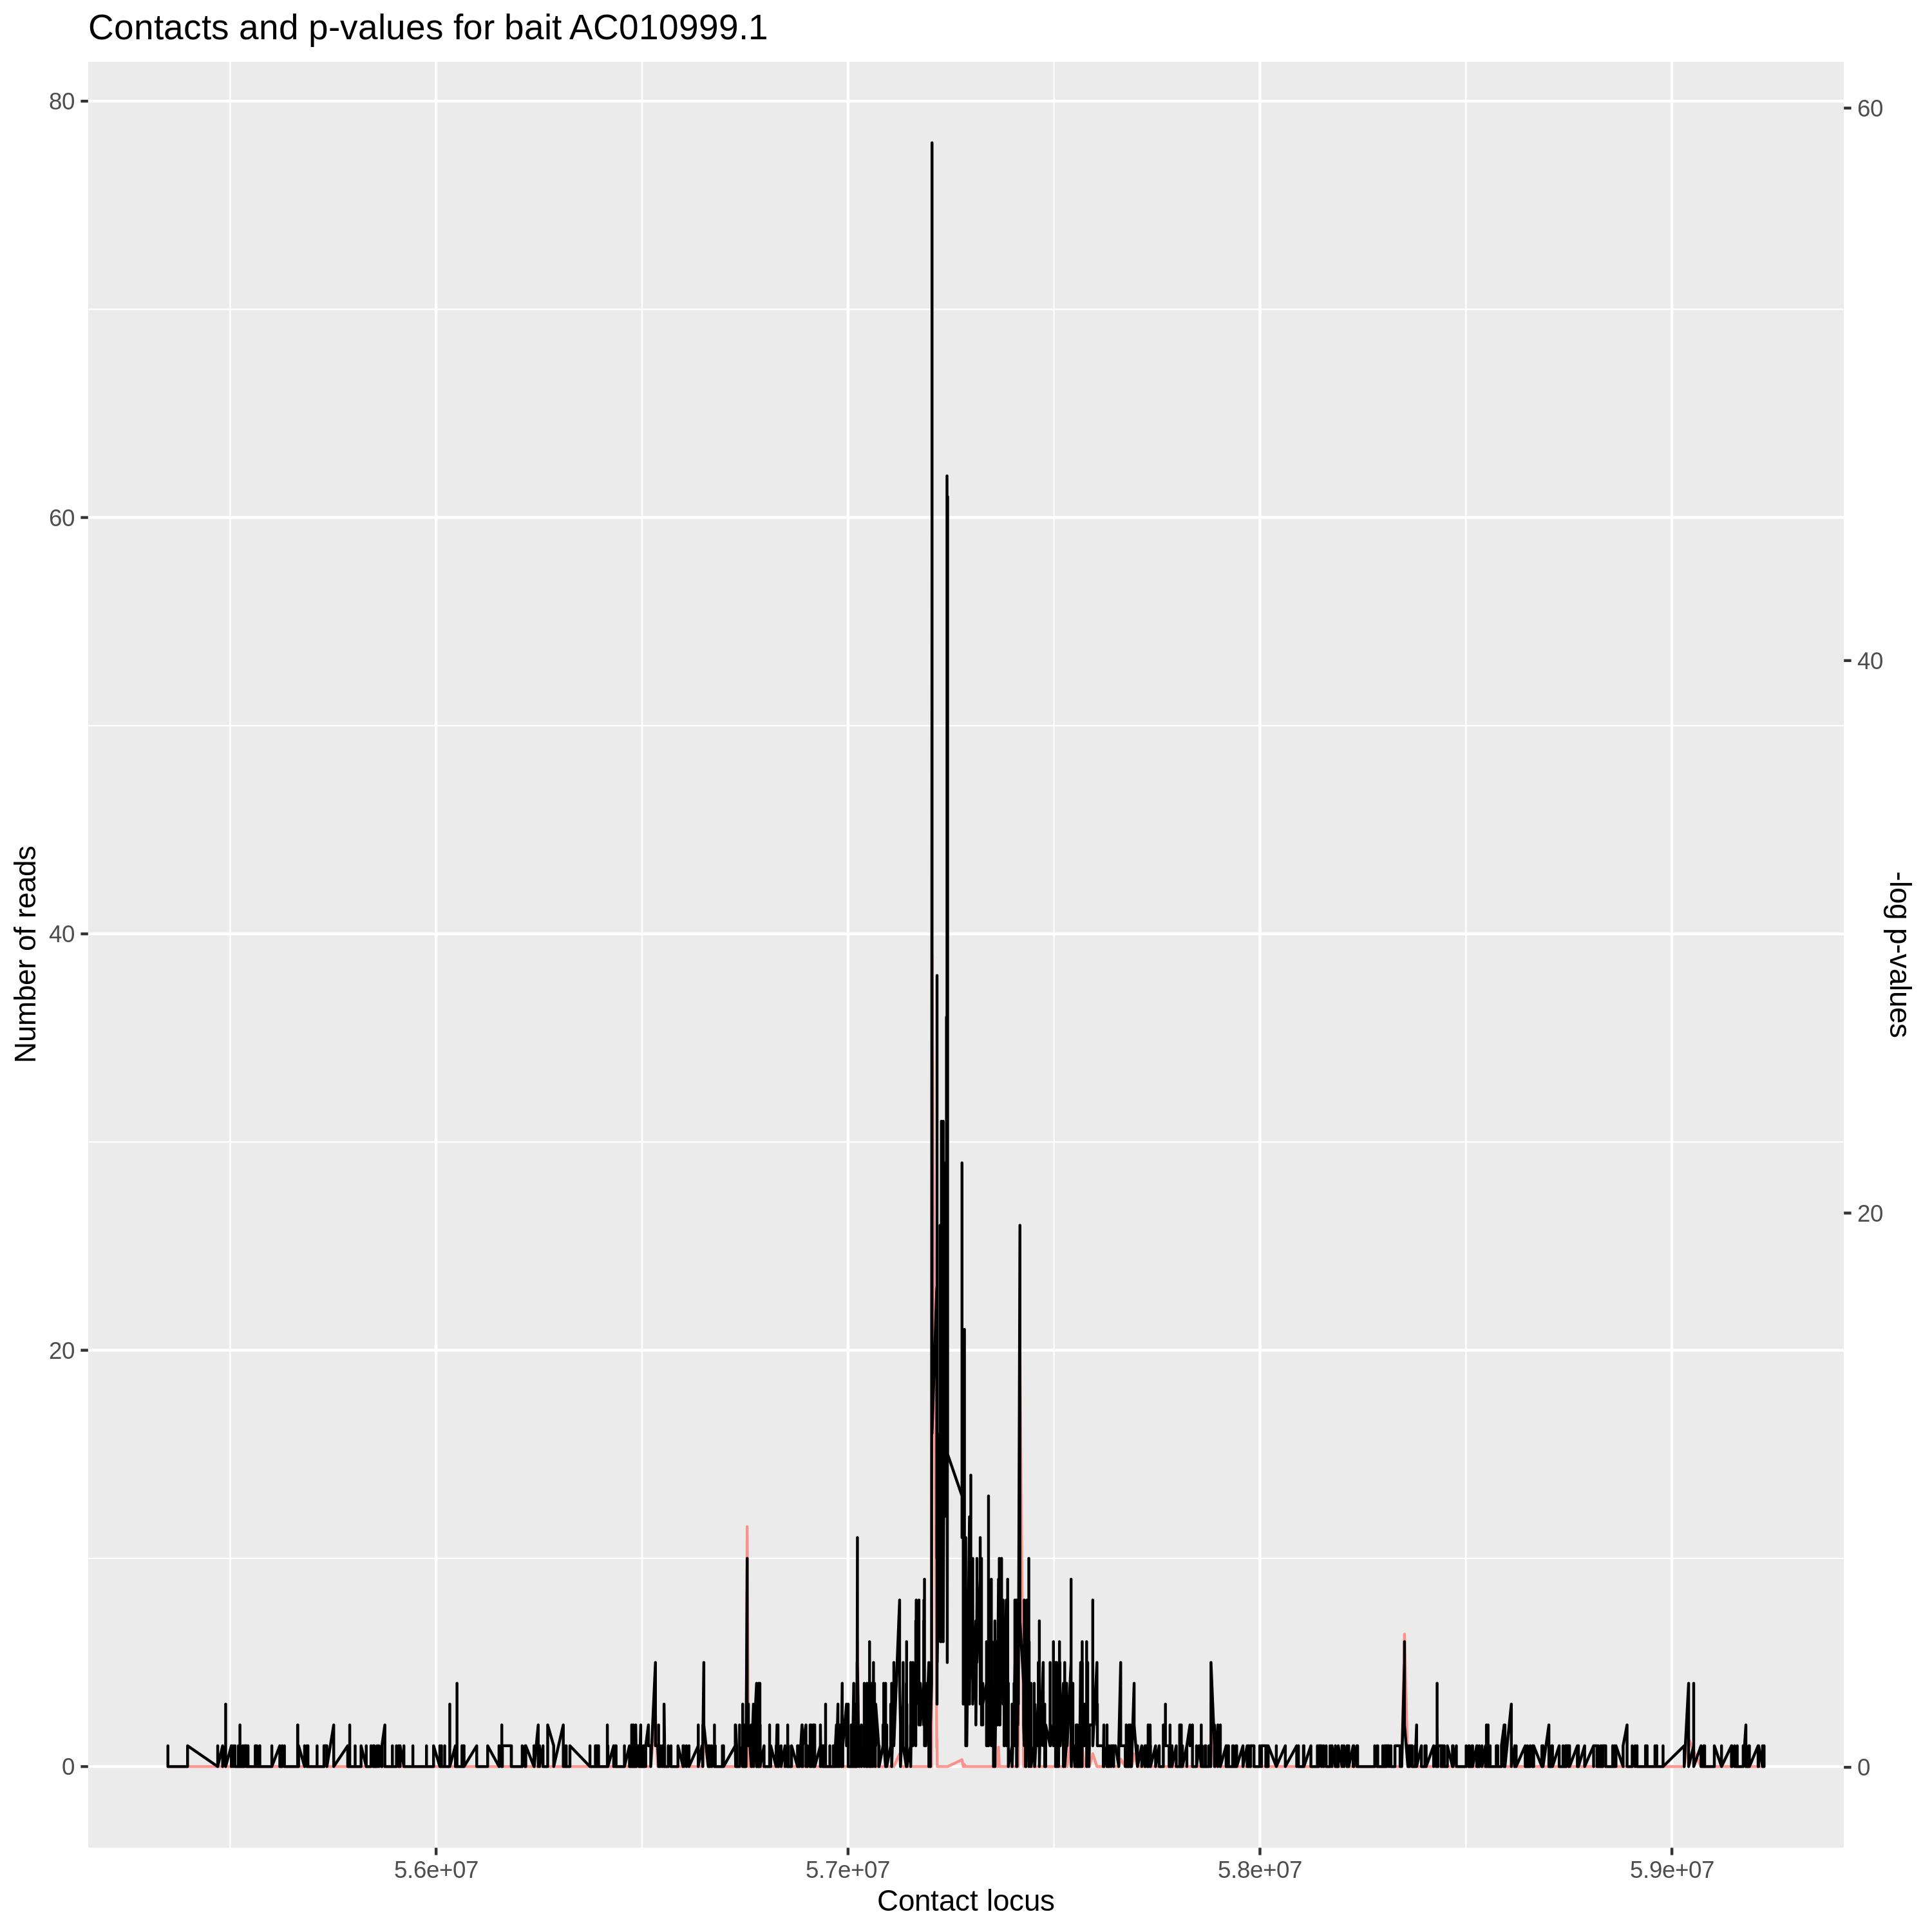 Contacts and p-values for bait AC010999.1
80
60
40
20
0
Number of reads
60
40
20
0
-log p-values
5.6e+07
5.7e+07
5.8e+07
5.9e+07
Contact locus